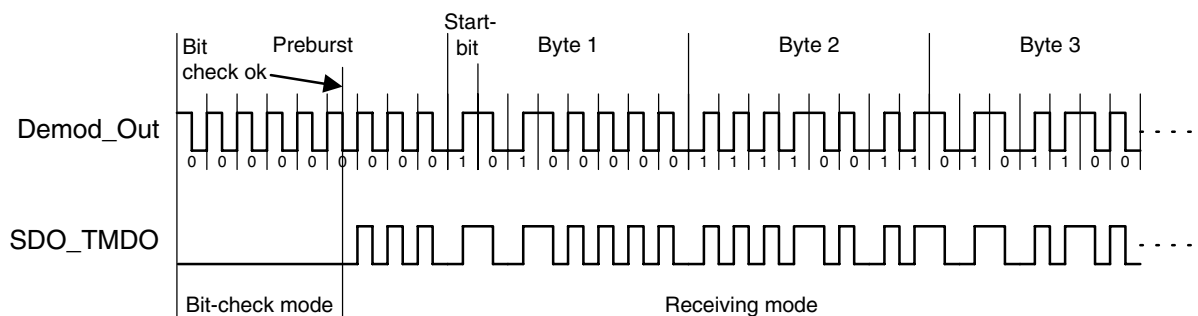 Start-
bit
Bit
check ok
Preburst
Byte 1
Byte 2
Byte 3
Demod_Out
0 0 0 0 0 0 0 0 0 1 0 1 0 0 0 0 0 1 1 1 1 0 0 1 1 0 1 0 1 1 0 0
SDO_TMDO
Bit-check mode
Receiving mode